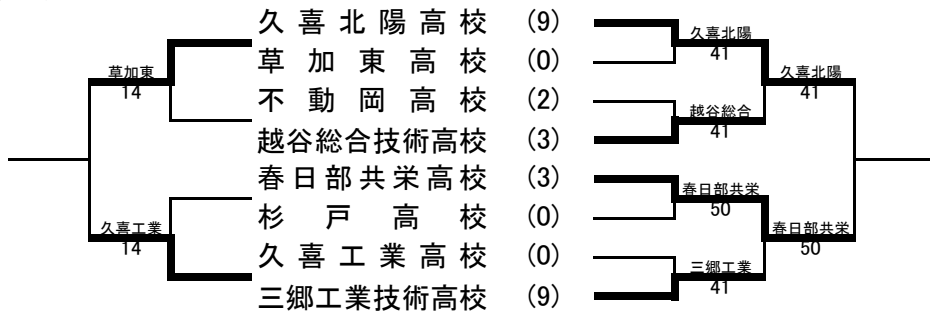 久喜北陽高校 (9)
草加東高校 (0)
不動岡高校 (2)
越谷総合技術高校 (3)
春日部共栄高校 (3)
杉戸高校 (0)
久喜工業高校 (0)
三郷工業技術高校 (9)
草加東
14
久喜工業
14
久喜北陽
41
越谷総合
41
春日部共栄
50
三郷工業
41
久喜北陽
41
春日部共栄
50